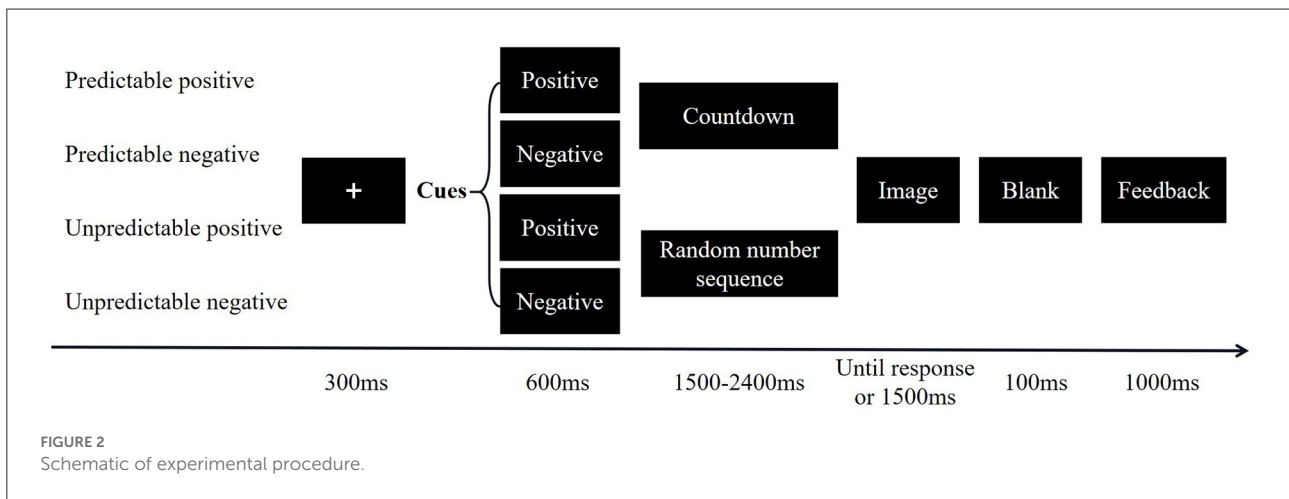 Predictable positive
Predictable negative
Unpredictable positive
Unpredictable negative
+
Cues
Positive
Negative
Positive
Negative
Countdown
Random number
sequence
Image
Blank
Feedback
300ms
600ms
1500-2400ms
Until response
or 1500ms
100ms
1000ms
FIGURE 2
Schematic of experimental procedure.